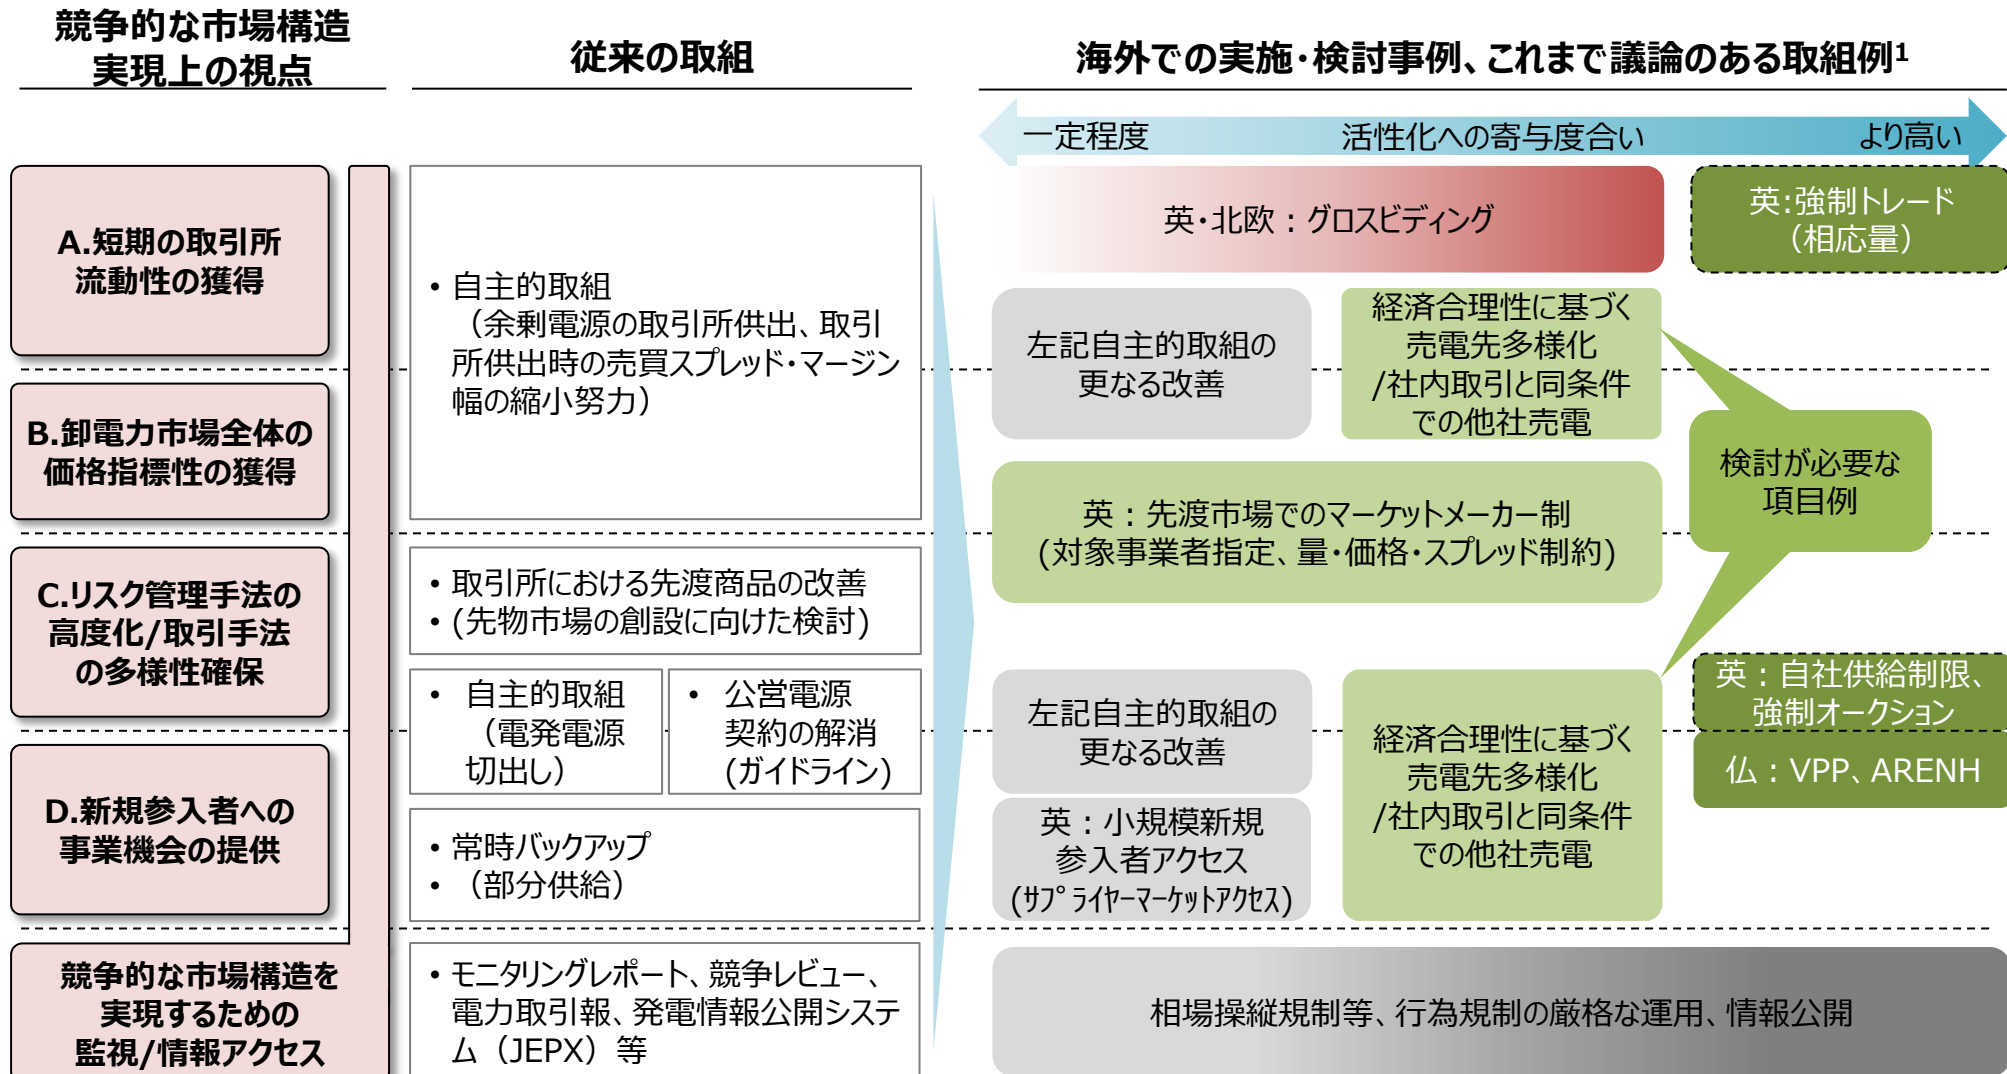 競争的な市場構造
実現上の視点
従来の取組
海外での実施・検討事例、これまで議論のある取組例1
一定程度
活性化への寄与度合い
より高い
A.短期の取引所
流動性の獲得
B.卸電力市場全体の
価格指標性の獲得
C.リスク管理手法の
高度化/取引手法
の多様性確保
D.新規参入者への
事業機会の提供
競争的な市場構造を
実現するための
監視/情報アクセス
• 自主的取組
（余剰電源の取引所供出、取引
所供出時の売買スプレッド・マージン
幅の縮小努力）
• 取引所における先渡商品の改善
• (先物市場の創設に向けた検討)
• 自主的取組
（電発電源
切出し）
• 公営電源
契約の解消
(ガイドライン)
• 常時バックアップ
• （部分供給）
• モニタリングレポート、競争レビュー、
電力取引報、発電情報公開システ
ム（JEPX）等
英・北欧：グロスビディング
英：強制トレード
（相応量）
左記自主的取組の
更なる改善
経済合理性に基づく
売電先多様化
/社内取引と同条件
での他社売電
検討が必要な
項目例
英：先渡市場でのマーケットメーカー制
(対象事業者指定、量・価格・スプレッド制約)
左記自主的取組の
更なる改善
英：小規模新規
参入者アクセス
(ｻﾌﾟﾗｲﾔｰﾏｰｹｯﾄｱｸｾｽ)
経済合理性に基づく
売電先多様化
/社内取引と同条件
での他社売電
英：自社供給制限、
強制オークション
仏：VPP、ARENH
相場操縦規制等、行為規制の厳格な運用、情報公開